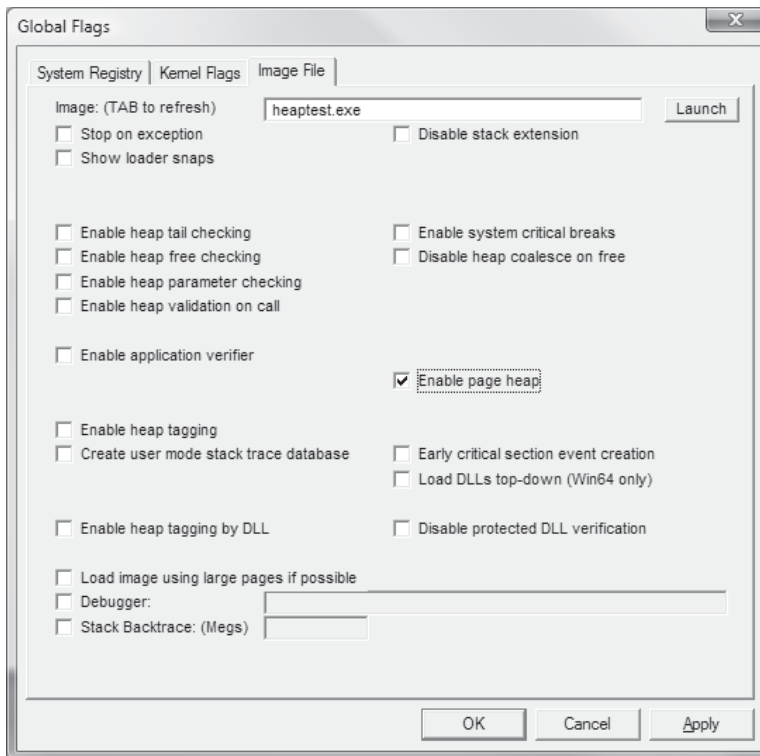 Global Flags
X
System Registry Kernel Flags Image File
Image: (TAB to refresh) heaptest.exe Launch
Stop on exception Disable stack extension
Show loader snaps
Enable heap tail checking Enable system critical breaks
Enable heap free checking Disable heap coalesce on free
Enable heap parameter checking
Enable heap validation on call
Enable application verifier
Enable page heap
Enable heap tagging
Create user mode stack trace database Early critical section event creation
Load DLLs top-down (Win64 only)
Enable heap tagging by DLL Disable protected DLL verification
Load image using large pages if possible
Debugger:
Stack Backtrace: (Megs)
OK Cancel Apply